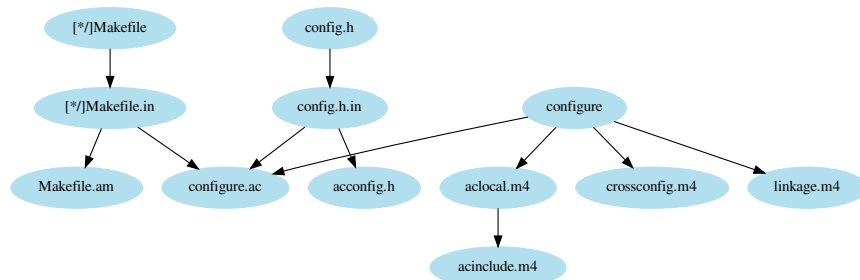 [*/]Makefile
config.h
[*/]Makefile.in
config.h.in
configure
Makefile.am
configure.ac
acconfig.h
aclocal.m4
crossconfig.m4
linkage.m4
acinclude.m4